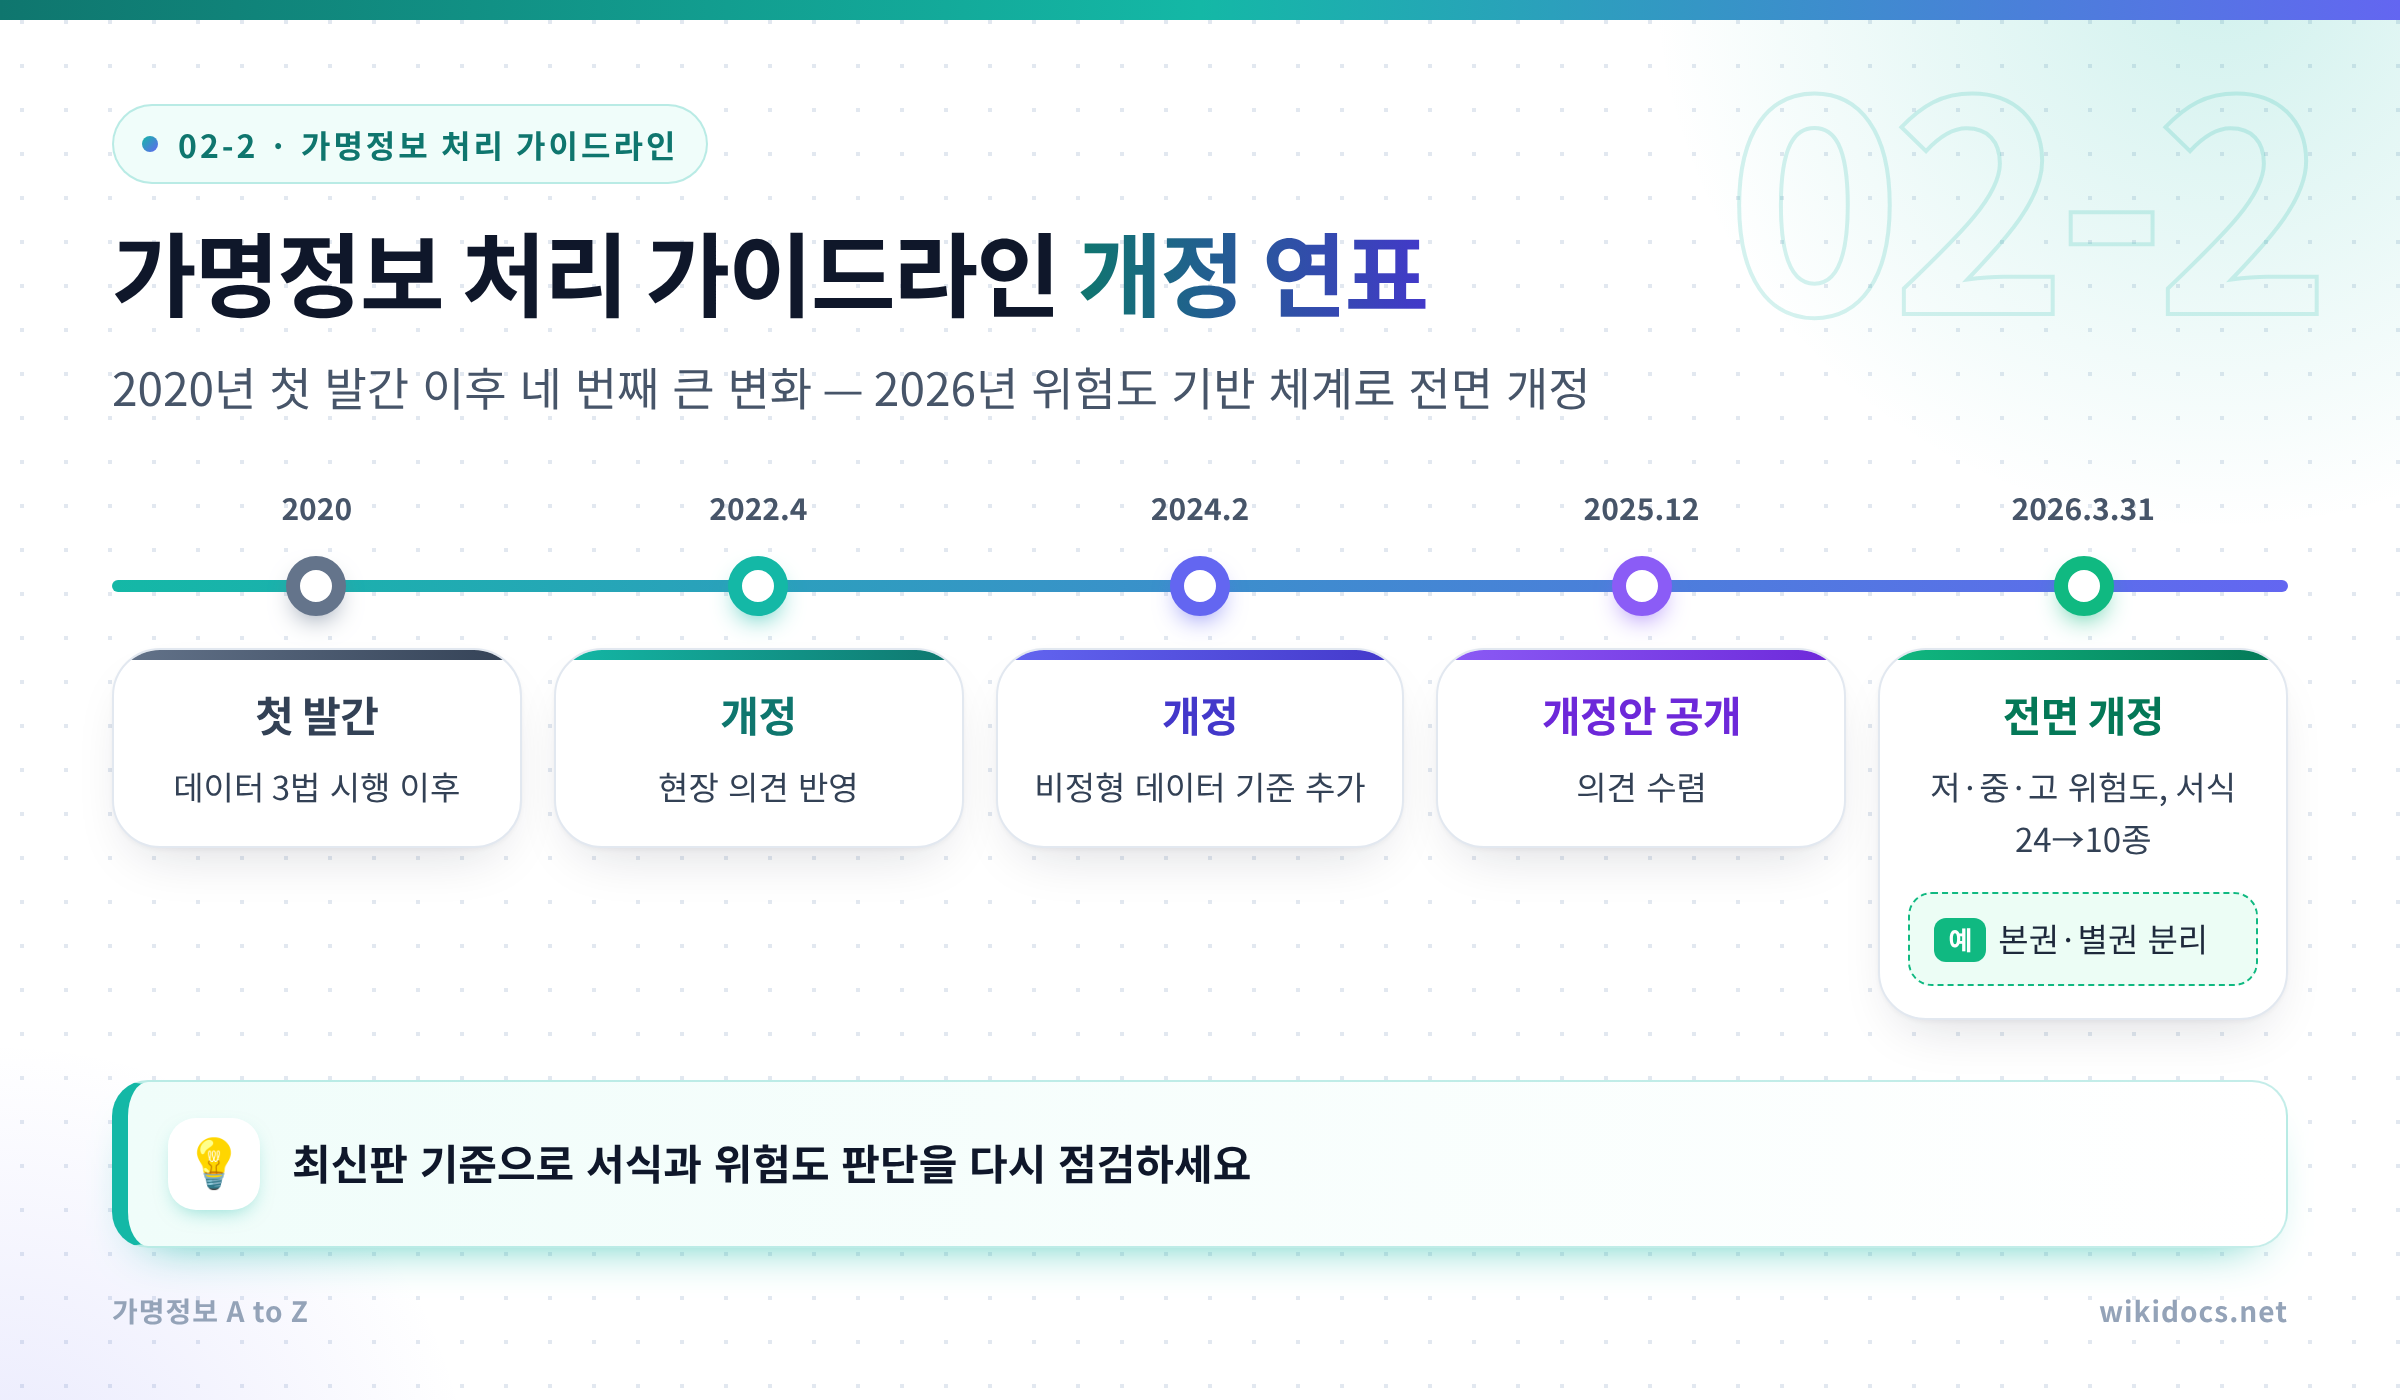 02-2 · 가명정보 처리 가이드라인
02-2
가명정보 처리 가이드라인 개정 연표
2020년 첫 발간 이후 네 번째 큰 변화 — 2026년 위험도 기반 체계로 전면 개정
2020
2022.4
2024.2
2025.12
2026.3.31
첫 발간
데이터 3법 시행 이후
개정
현장 의견 반영
개정
비정형 데이터 기준 추가
개정안 공개
의견 수렴
전면 개정
저·중·고 위험도, 서식
24→10종
예 본권·별권 분리
최신판 기준으로 서식과 위험도 판단을 다시 점검하세요
가명정보 A to Z
wikidocs.net